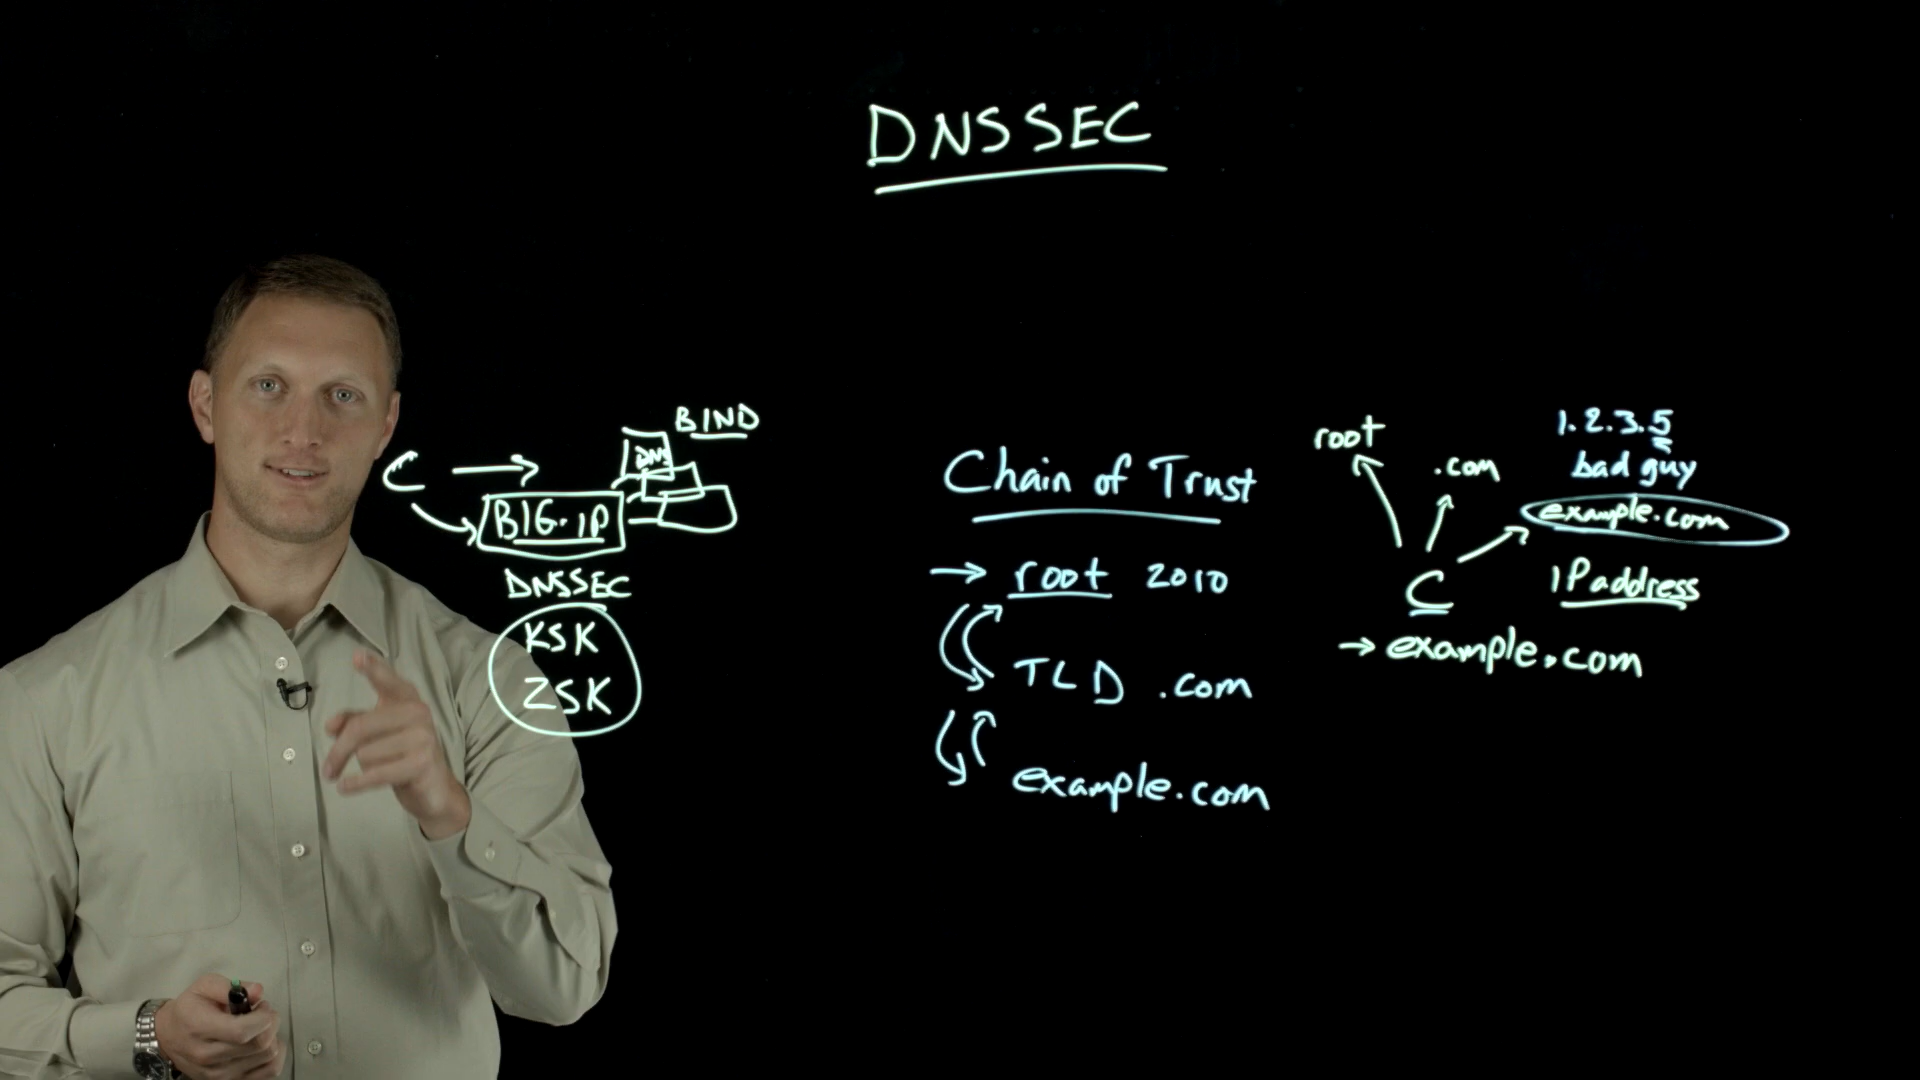 DNSSEC
BIND
DNS
C
BIG-IP
DNSSEC
KSK
ZSK
Chain of Trust
root 2010
TLD .com
example.com
root
.com
1.2.3.5
bad guy
example.com
C
IP address
example.com